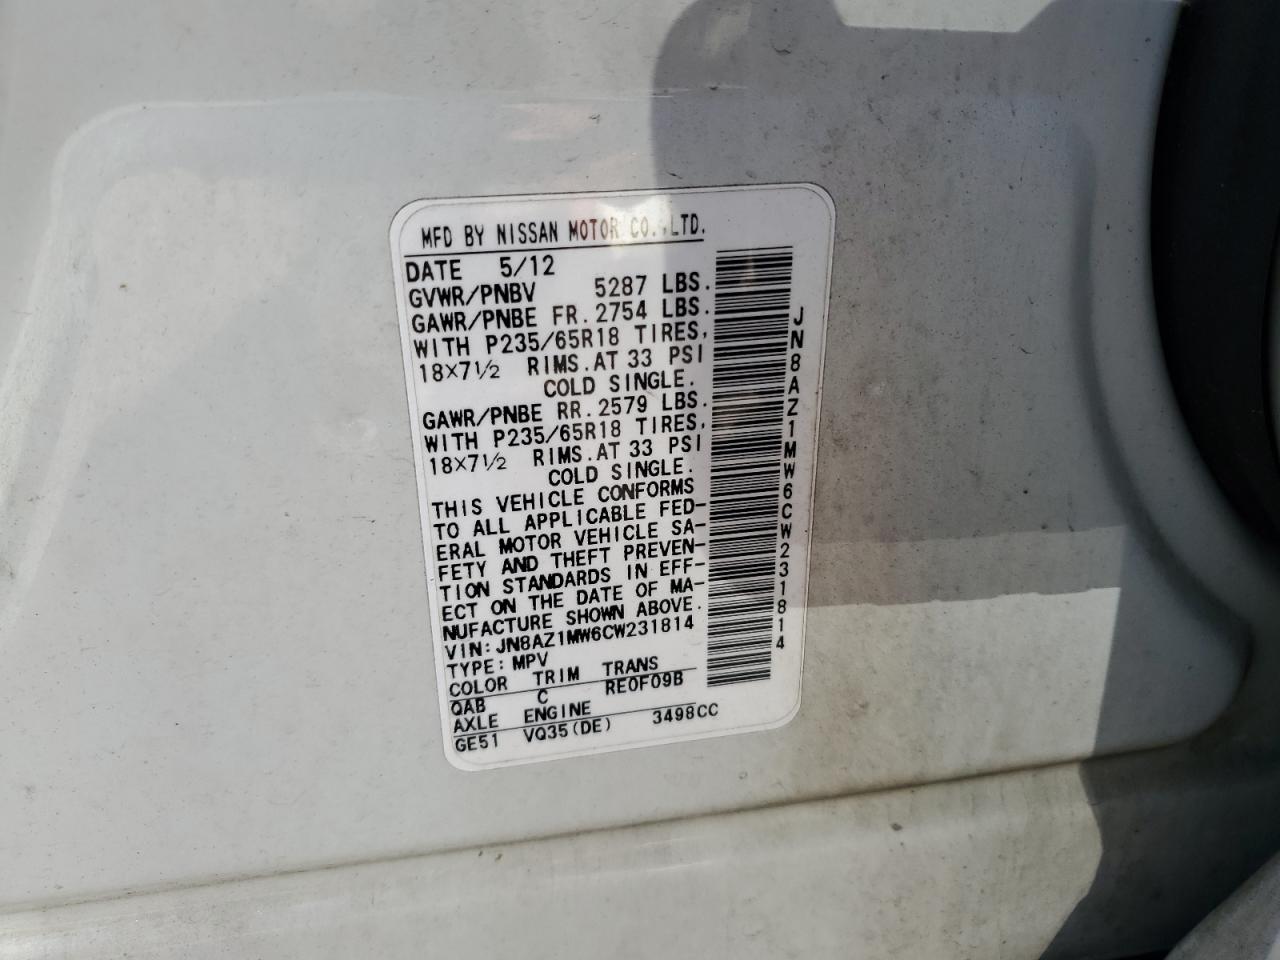 MFD BY NISSAN MOTOR CO.,LTD.
DATE 5/12
GVWR/PNBV 5287 LBS.
GAWR/PNBE FR. 2754 LBS.
WITH P235/65R18 TIRES,
18×7½ RIMS. AT 33 PSI
COLD SINGLE.
GAWR/PNBE RR. 2579 LBS.
WITH P235/65R18 TIRES,
18×7½ RIMS. AT 33 PSI
COLD SINGLE.
THIS VEHICLE CONFORMS
TO ALL APPLICABLE FED-
ERAL MOTOR VEHICLE SA-
FETY AND THEFT PREVEN-
TION STANDARDS IN EFF-
ECT ON THE DATE OF MA-
NUFACTURE SHOWN ABOVE.
VIN: JN8AZ1MW6CW231814
TYPE: MPV
COLOR TRIM TRANS
QAB C RE0F09B
AXLE ENGINE
GE51 VQ35(DE) 3498CC
JN8AZ1MW6CW231814